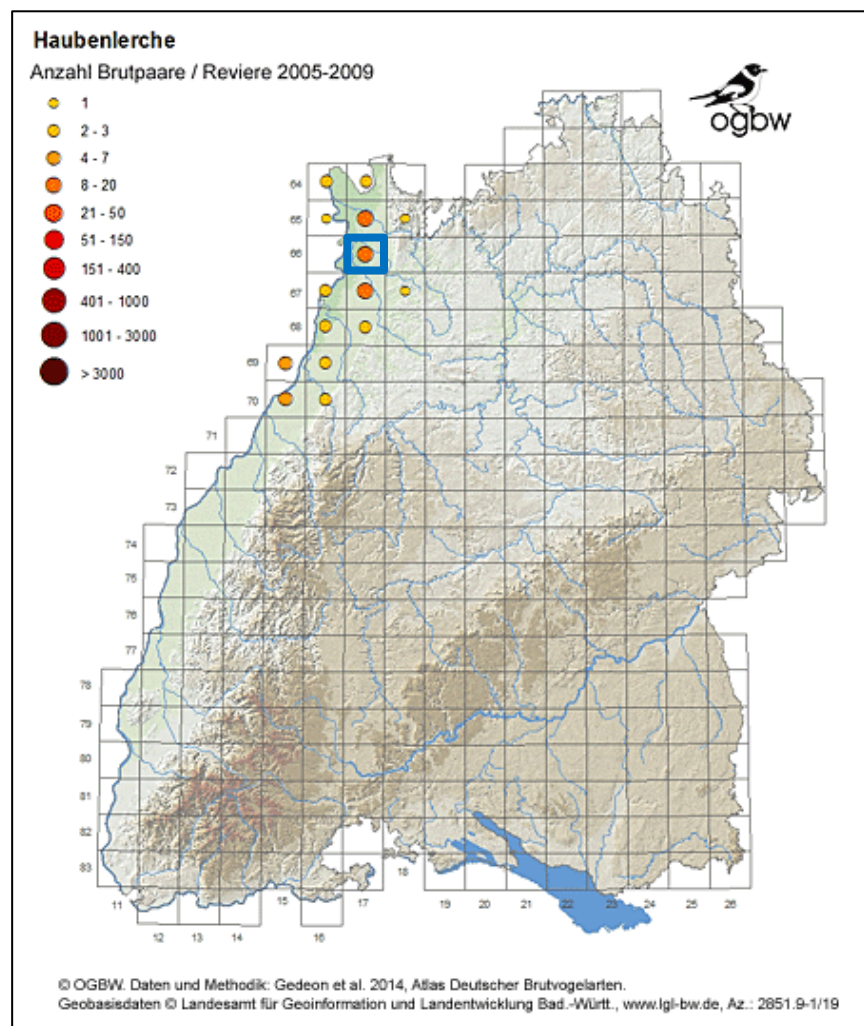 Haubenlerche
Anzahl Brutpaare / Reviere 2005-2009
ogbw
1
2 - 3
4 - 7
8 - 20
21 - 50
51 - 150
151 - 400
401 - 1000
1001 - 3000
> 3000
64
65
66
67
68
69
70
71
72
73
74
75
76
77
78
79
80
81
82
83
11
12
13
14
15
16
17
18
19
20
21
22
23
24
25
26
© OGBW. Daten und Methodik: Gedeon et al. 2014, Atlas Deutscher Brutvogelarten.
Geobasisdaten © Landesamt für Geoinformation und Landentwicklung Bad.-Württ., www.lgl-bw.de, Az.: 2851.9-1/19